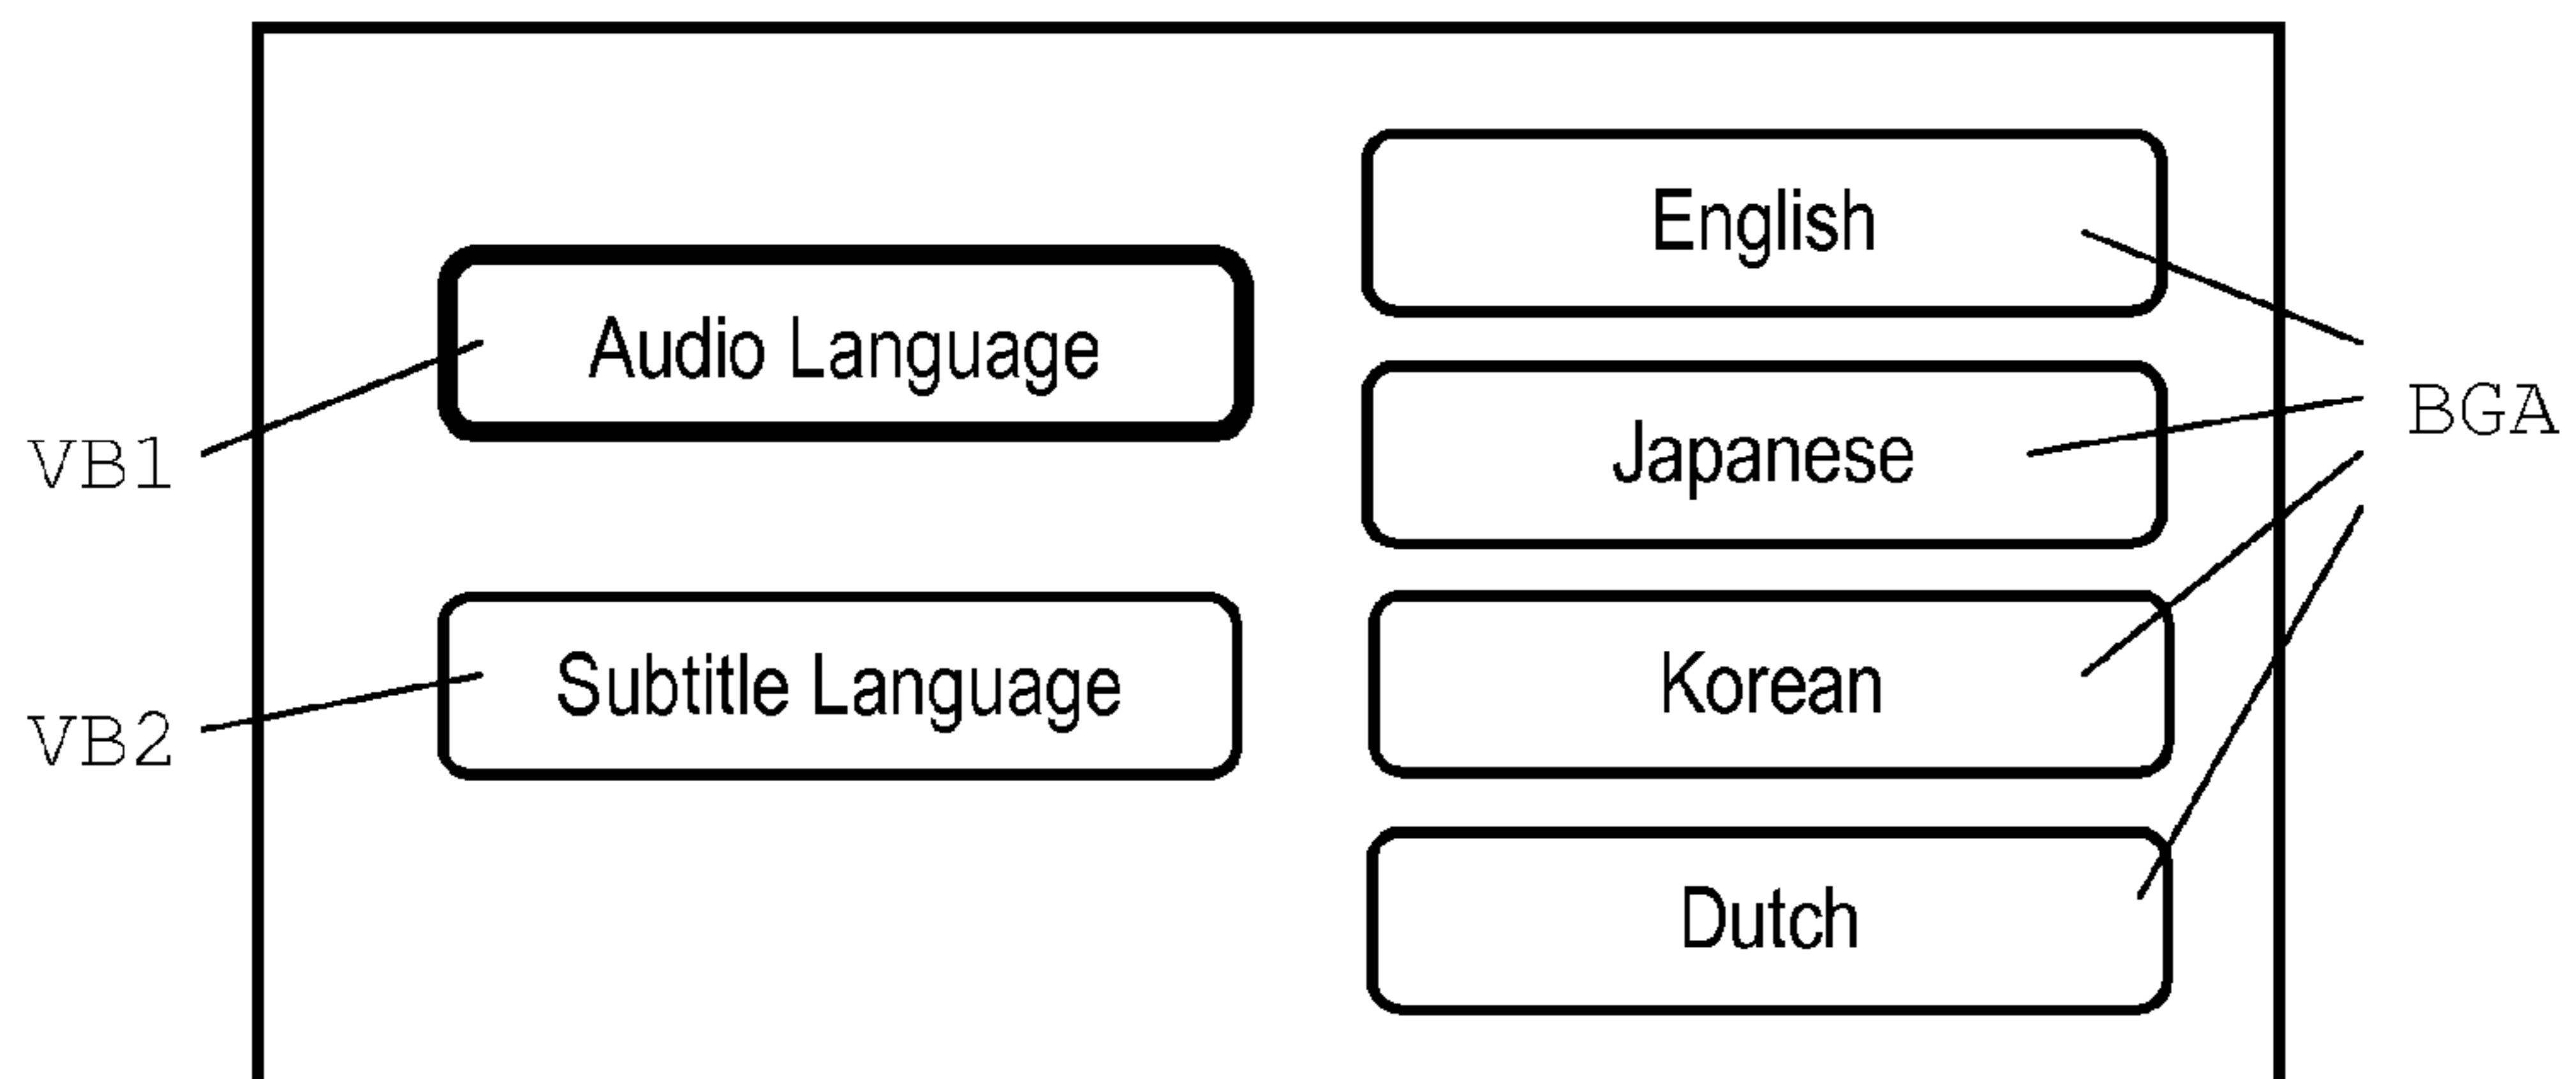 English
Audio Language
Japanese
BGA
VB1
Subtitle Language
Korean
VB2
Dutch